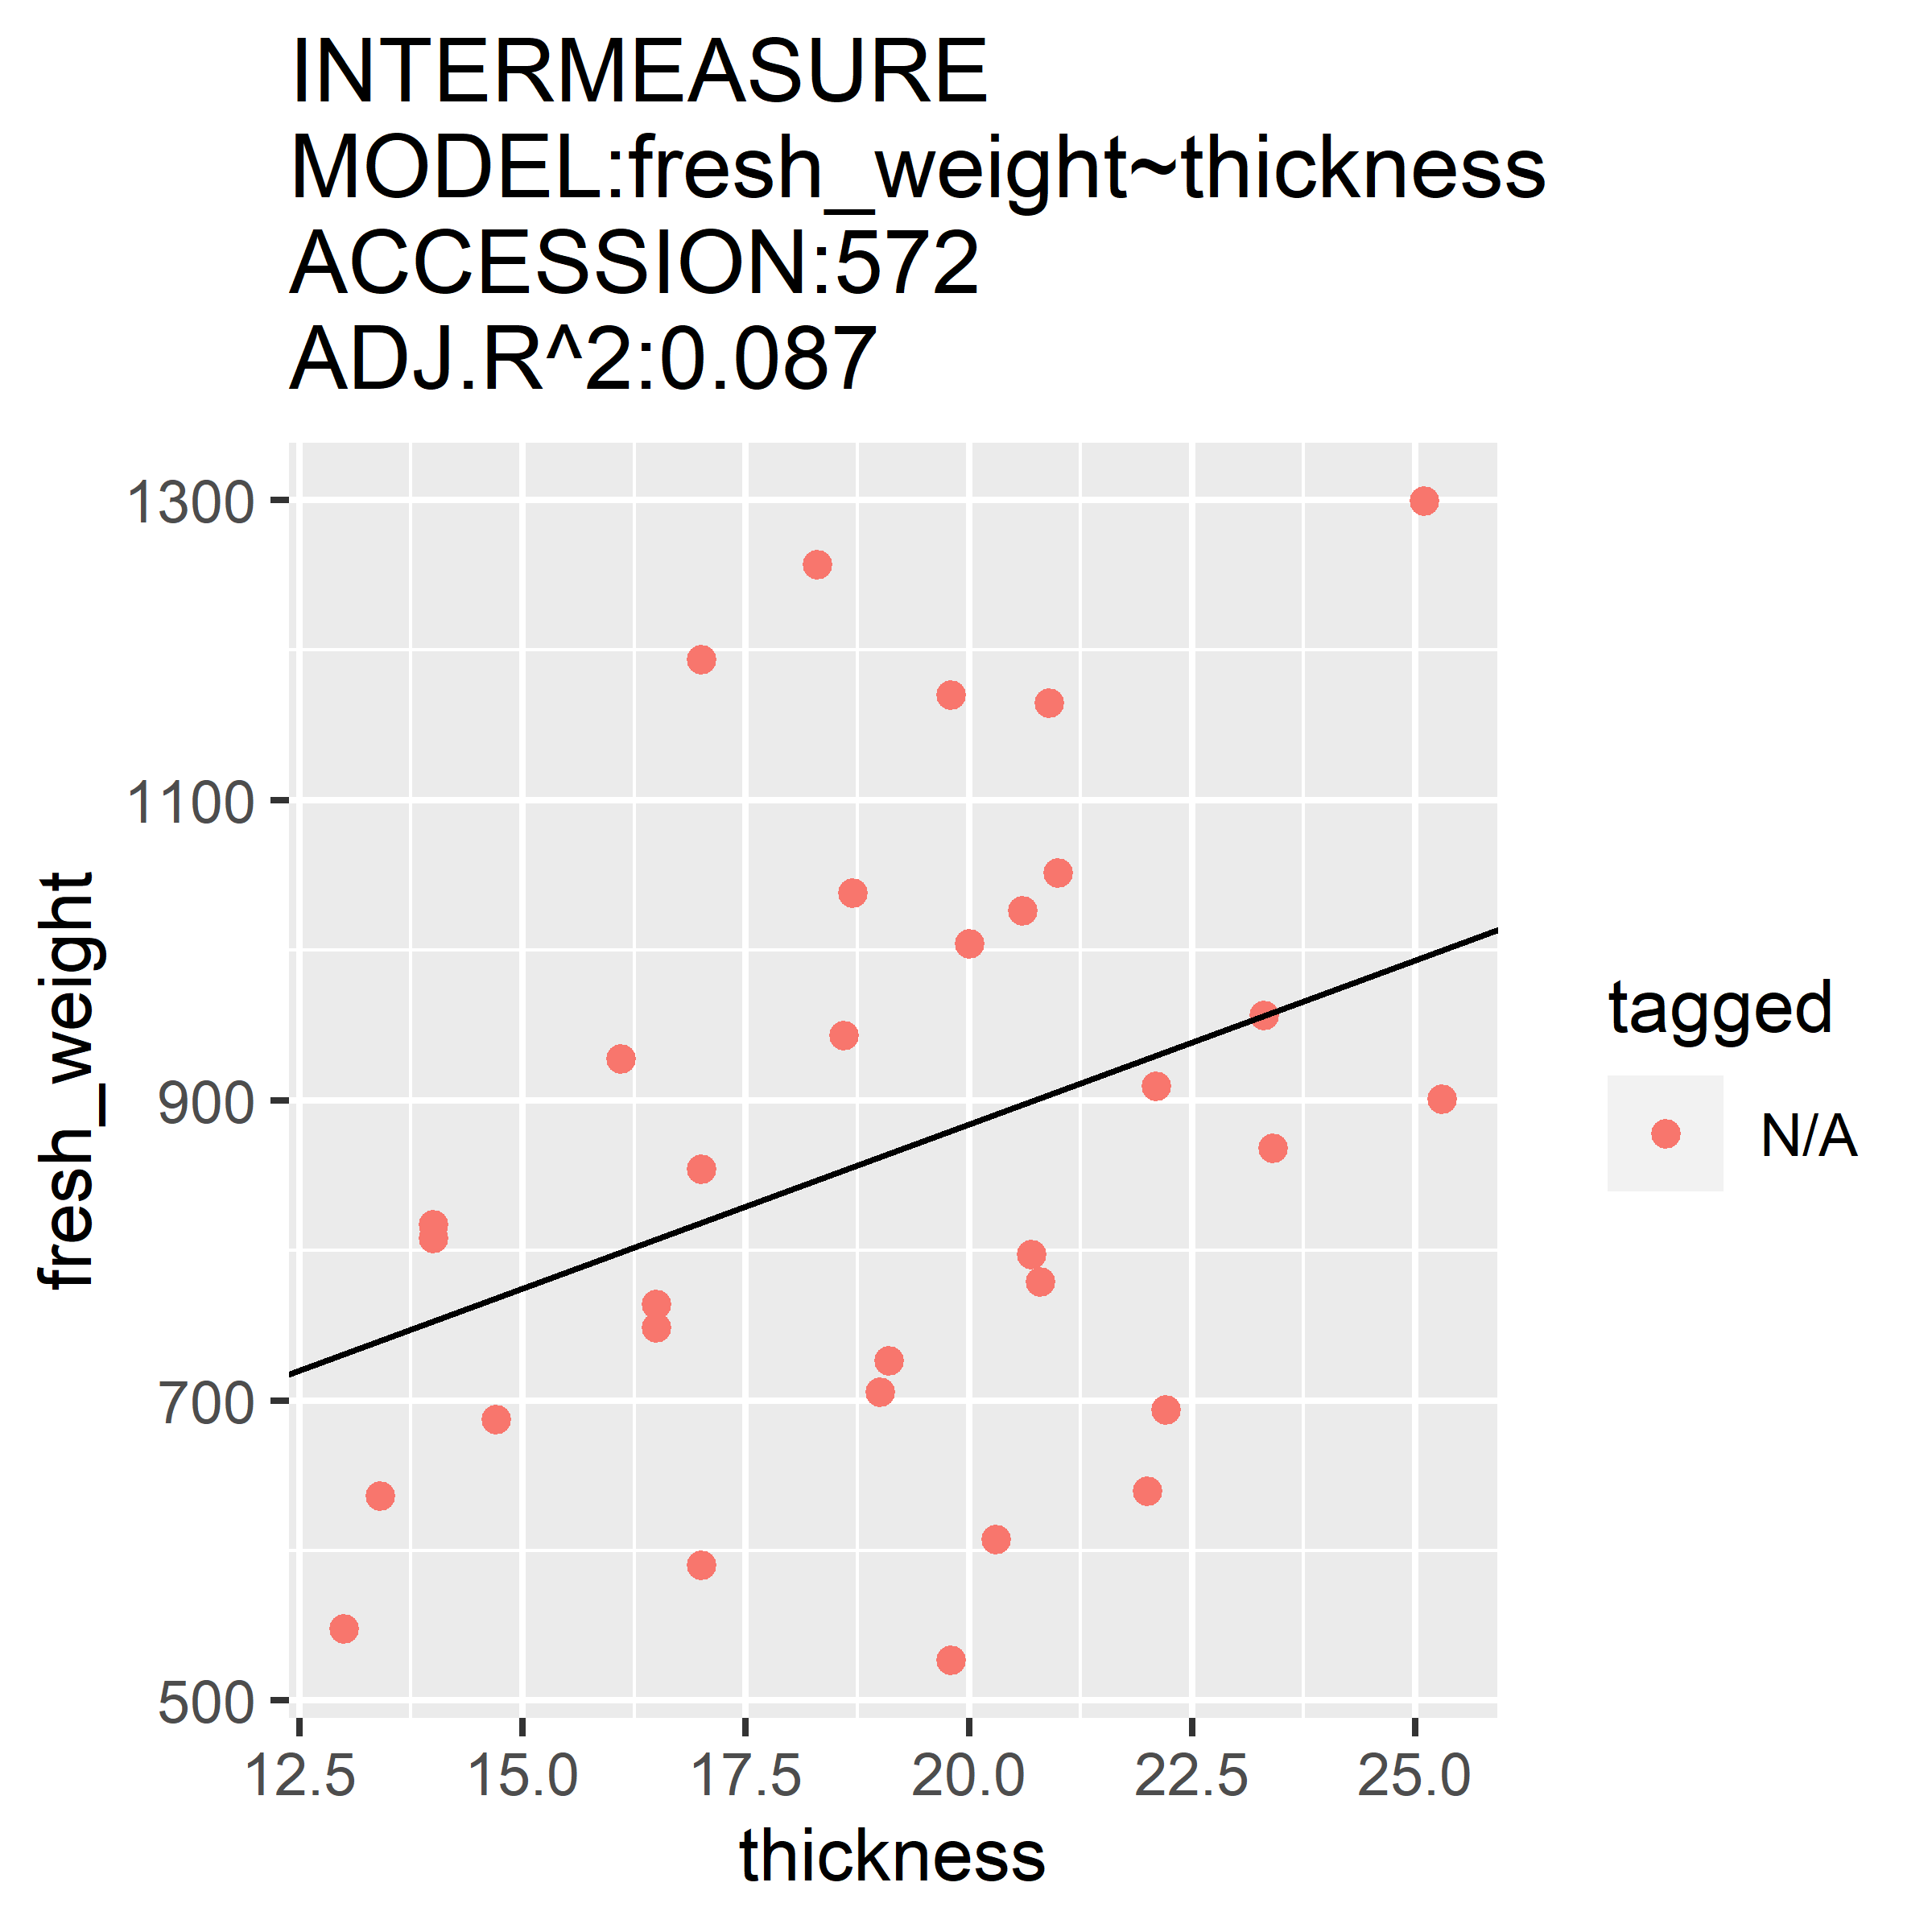 INTERMEASURE
MODEL:fresh_weight~thickness
ACCESSION:572
ADJ.R^2:0.087
1300
1100
900
700
500
fresh_weight
12.5 15.0 17.5 20.0 22.5 25.0
thickness
tagged
N/A